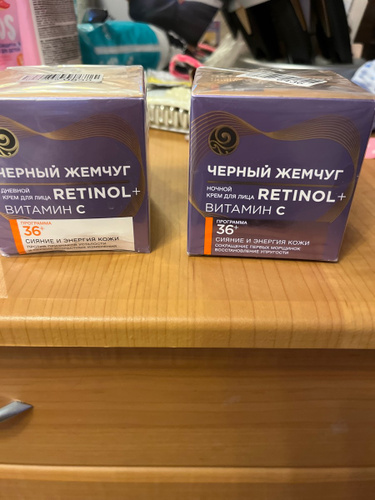 ЧЕРНЫЙ ЖЕМЧУГ
ДНЕВНОЙ
КРЕМ ДЛЯ ЛИЦА
RETINOL+
ВИТАМИН С
ПРОГРАММА
36+
СИЯНИЕ И ЭНЕРГИЯ КОЖИ
ЧЕРНЫЙ ЖЕМЧУГ
НОЧНОЙ
КРЕМ ДЛЯ ЛИЦА
RETINOL+
ВИТАМИН С
ПРОГРАММА
36+
СИЯНИЕ И ЭНЕРГИЯ КОЖИ
СОКРАЩЕНИЕ ПЕРВЫХ МОРЩИНОК
ВОССТАНОВЛЕНИЕ УПРУГОСТИ